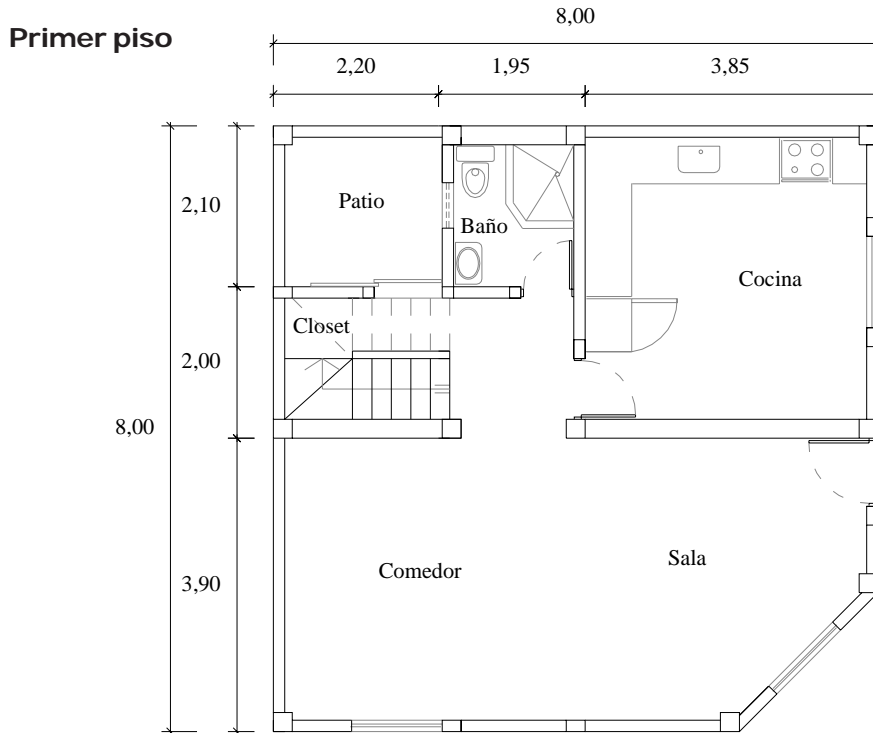 8,00
Primer piso
2,20 1,95 3,85
2,10
Patio
Baño
Cocina
Closet
2,00
8,00
Sala
Comedor
3,90